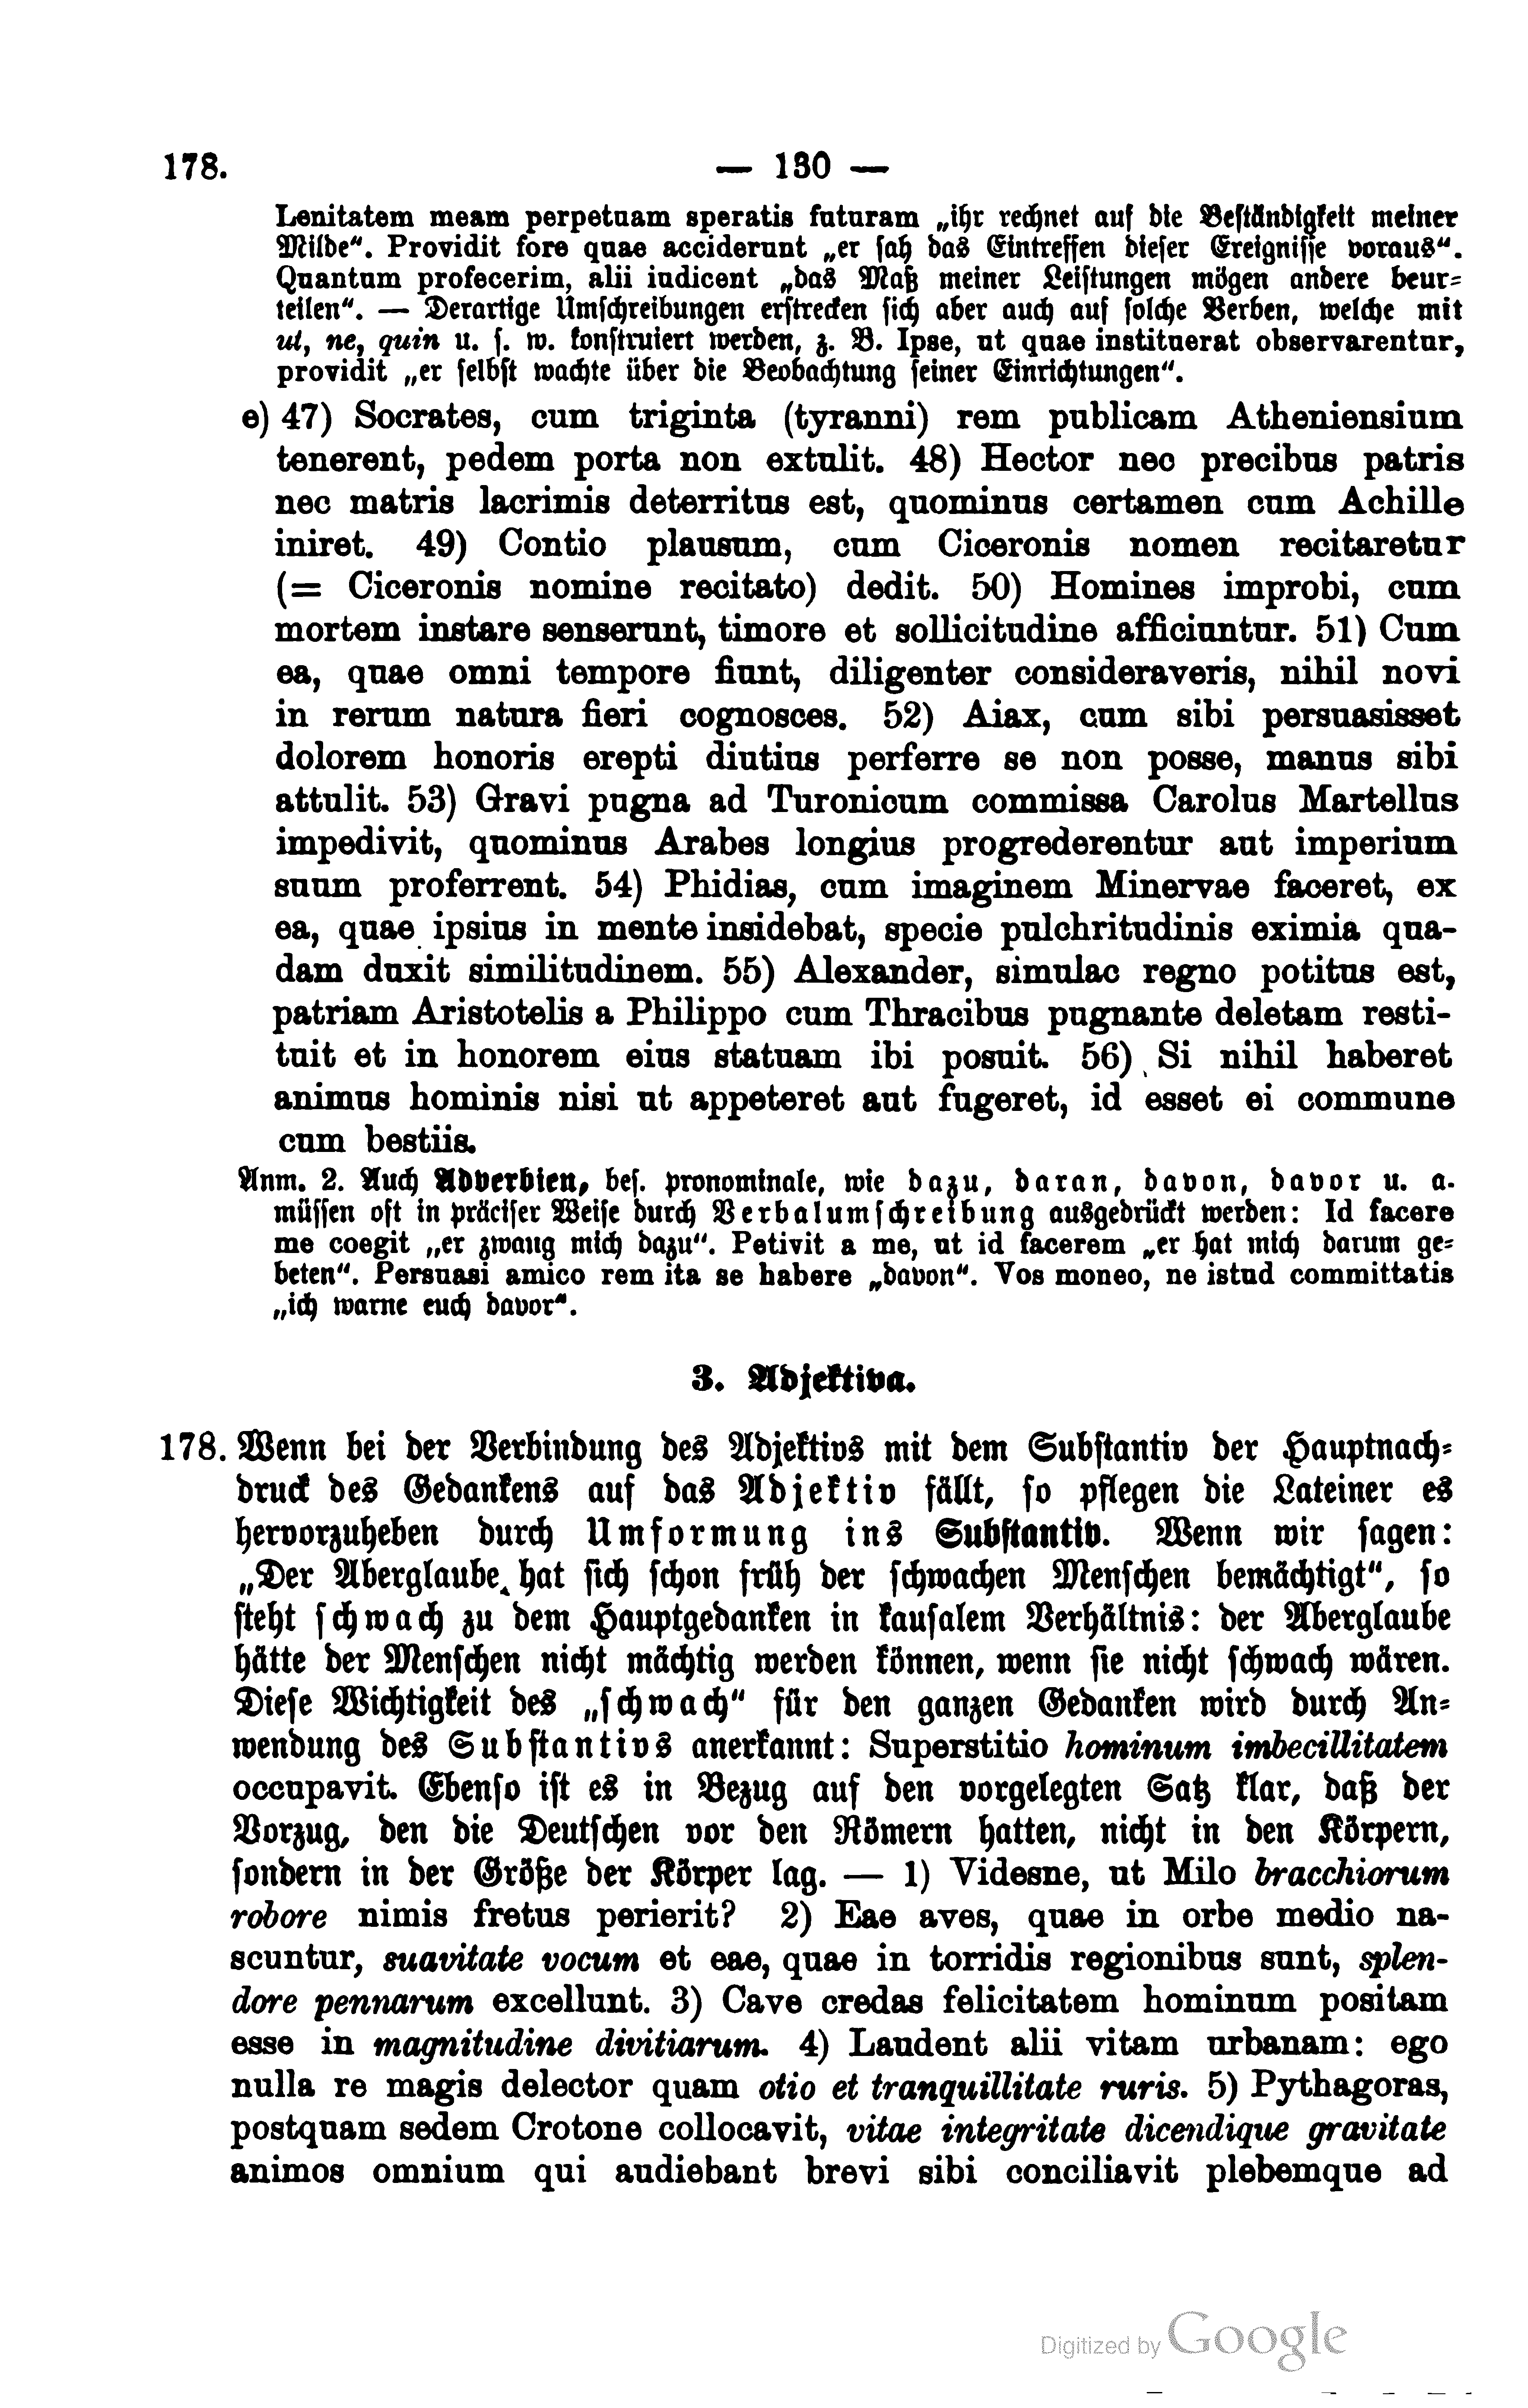 178.
— 130 —
Lenitatem meam perpetuam speratis futuram „ihr rechnet auf die Beständigkeit meiner
Milde“. Providit fore quae acciderunt „er sah das Eintreffen dieser Ereignisse voraus“.
Quantum profecerim, alii iudicent „das Maß meiner Leistungen mögen andere beur-
teilen“. — Derartige Umschreibungen erstrecken sich aber auch auf solche Verben, welche mit
ut, ne, quin u. s. w. konstruiert werden, z. B. Ipse, ut quae instituerat observarentur,
providit „er selbst wachte über die Beobachtung seiner Einrichtungen“.
e) 47) Socrates, cum triginta (tyranni) rem publicam Atheniensium
tenerent, pedem porta non extulit. 48) Hector nec precibus patris
nec matris lacrimis deterritus est, quominus certamen cum Achille
iniret. 49) Contio plausum, cum Ciceronis nomen recitaretur
(= Ciceronis nomine recitato) dedit. 50) Homines improbi, cum
mortem instare senserunt, timore et sollicitudine afficiuntur. 51) Cum
ea, quae omni tempore fiunt, diligenter consideraveris, nihil novi
in rerum natura fieri cognosces. 52) Aiax, cum sibi persuasisset
dolorem honoris erepti diutius perferre se non posse, manus sibi
attulit. 53) Gravi pugna ad Turonicum commissa Carolus Martellus
impedivit, quominus Arabes longius progrederentur aut imperium
suum proferrent. 54) Phidias, cum imaginem Minervae faceret, ex
ea, quae ipsius in mente insidebat, specie pulchritudinis eximia qua-
dam duxit similitudinem. 55) Alexander, simulac regno potitus est,
patriam Aristotelis a Philippo cum Thracibus pugnante deletam resti-
tuit et in honorem eius statuam ibi posuit. 56) Si nihil haberet
animus hominis nisi ut appeteret aut fugeret, id esset ei commune
cum bestiis.
Anm. 2. Auch Adverbien, bes. pronominale, wie dazu, daran, davon, davor u. a.
müssen oft in präciser Weise durch Verbalumschreibung ausgedrückt werden: Id facere
me coegit „er zwang mich dazu“. Petivit a me, ut id facerem „er hat mich darum ge-
beten“. Persuasi amico rem ita se habere „davon“. Vos moneo, ne istud committatis
„ich warne euch davor“.
3. Adjektiva.
178. Wenn bei der Verbindung des Adjektivs mit dem Substantiv der Hauptnach-
druck des Gedankens auf das Adjektiv fällt, so pflegen die Lateiner es
hervorzuheben durch Umformung ins Substantiv. Wenn wir sagen:
„Der Aberglaube hat sich schon früh der schwachen Menschen bemächtigt“, so
steht schwach zu dem Hauptgedanken in kausalem Verhältnis: der Aberglaube
hätte der Menschen nicht mächtig werden können, wenn sie nicht schwach wären.
Diese Wichtigkeit des „schwach“ für den ganzen Gedanken wird durch An-
wendung des Substantivs anerkannt: Superstitio hominum imbecillitatem
occupavit. Ebenso ist es in Bezug auf den vorgelegten Satz klar, daß der
Vorzug, den die Deutschen vor den Römern hatten, nicht in den Körpern,
sondern in der Größe der Körper lag. — 1) Videsne, ut Milo bracchiorum
robore nimis fretus perierit? 2) Eae aves, quae in orbe medio na-
scuntur, suavitate vocum et eae, quae in torridis regionibus sunt, splen-
dore pennarum excellunt. 3) Cave credas felicitatem hominum positam
esse in magnitudine divitiarum. 4) Laudent alii vitam urbanam: ego
nulla re magis delector quam otio et tranquillitate ruris. 5) Pythagoras,
postquam sedem Crotone collocavit, vitae integritate dicendique gravitate
animos omnium qui audiebant brevi sibi conciliavit plebemque ad
Digitized by Google